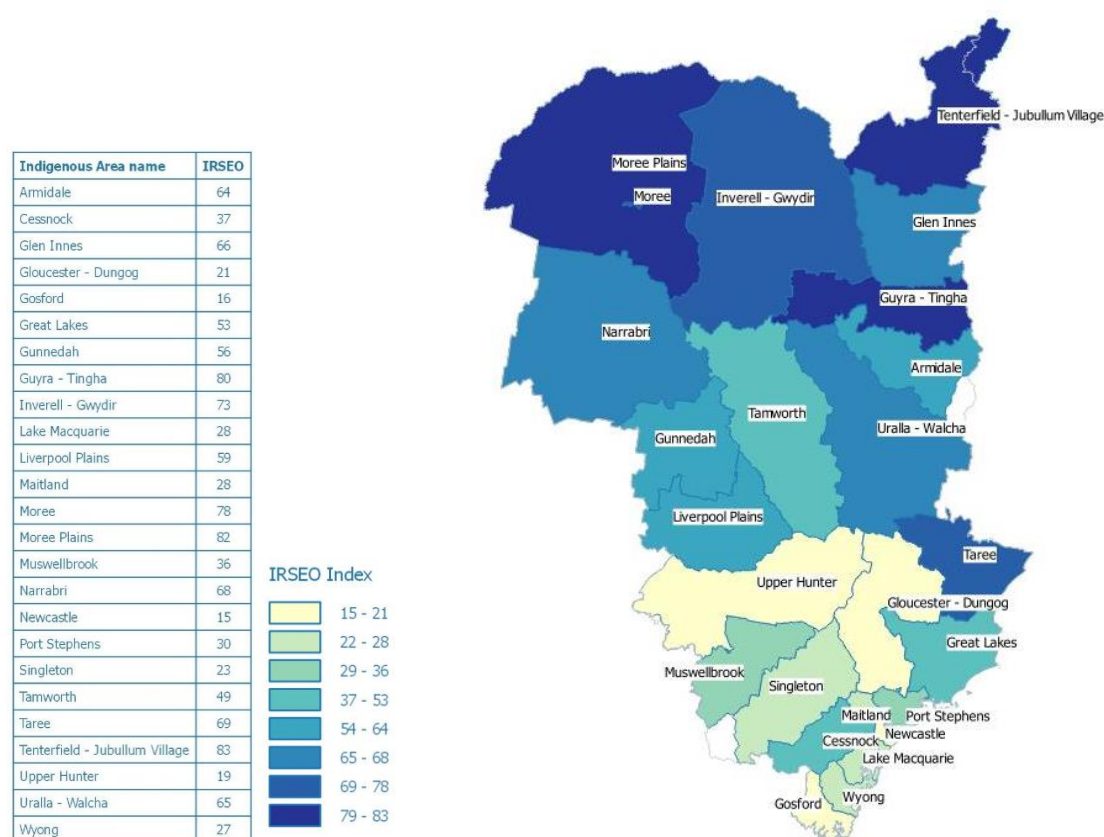 Indigenous Area name IRSEO
Armidale 64
Cessnock 37
Glen Innes 66
Gloucester - Dungog 21
Gosford 16
Great Lakes 53
Gunnedah 56
Guyra - Tingha 80
Inverell - Gwydir 73
Lake Macquarie 28
Liverpool Plains 59
Maitland 28
Moree 78
Moree Plains 82
Muswellbrook 36
Narrabri 68
Newcastle 15
Port Stephens 30
Singleton 23
Tamworth 49
Taree 69
Tenterfield - Jubullum Village 83
Upper Hunter 19
Uralla - Walcha 65
Wyong 27
IRSEO Index
15 - 21
22 - 28
29 - 36
37 - 53
54 - 64
65 - 68
69 - 78
79 - 83
Tenterfield - Jubullum Village
Moree Plains
Moree
Inverell - Gwydir
Glen Innes
Guyra - Tingha
Narrabri
Armidale
Tamworth
Uralla - Walcha
Gunnedah
Liverpool Plains
Taree
Upper Hunter
Gloucester - Dungog
Great Lakes
Muswellbrook
Singleton
Maitland
Port Stephens
Newcastle
Cessnock
Lake Macquarie
Wyong
Gosford